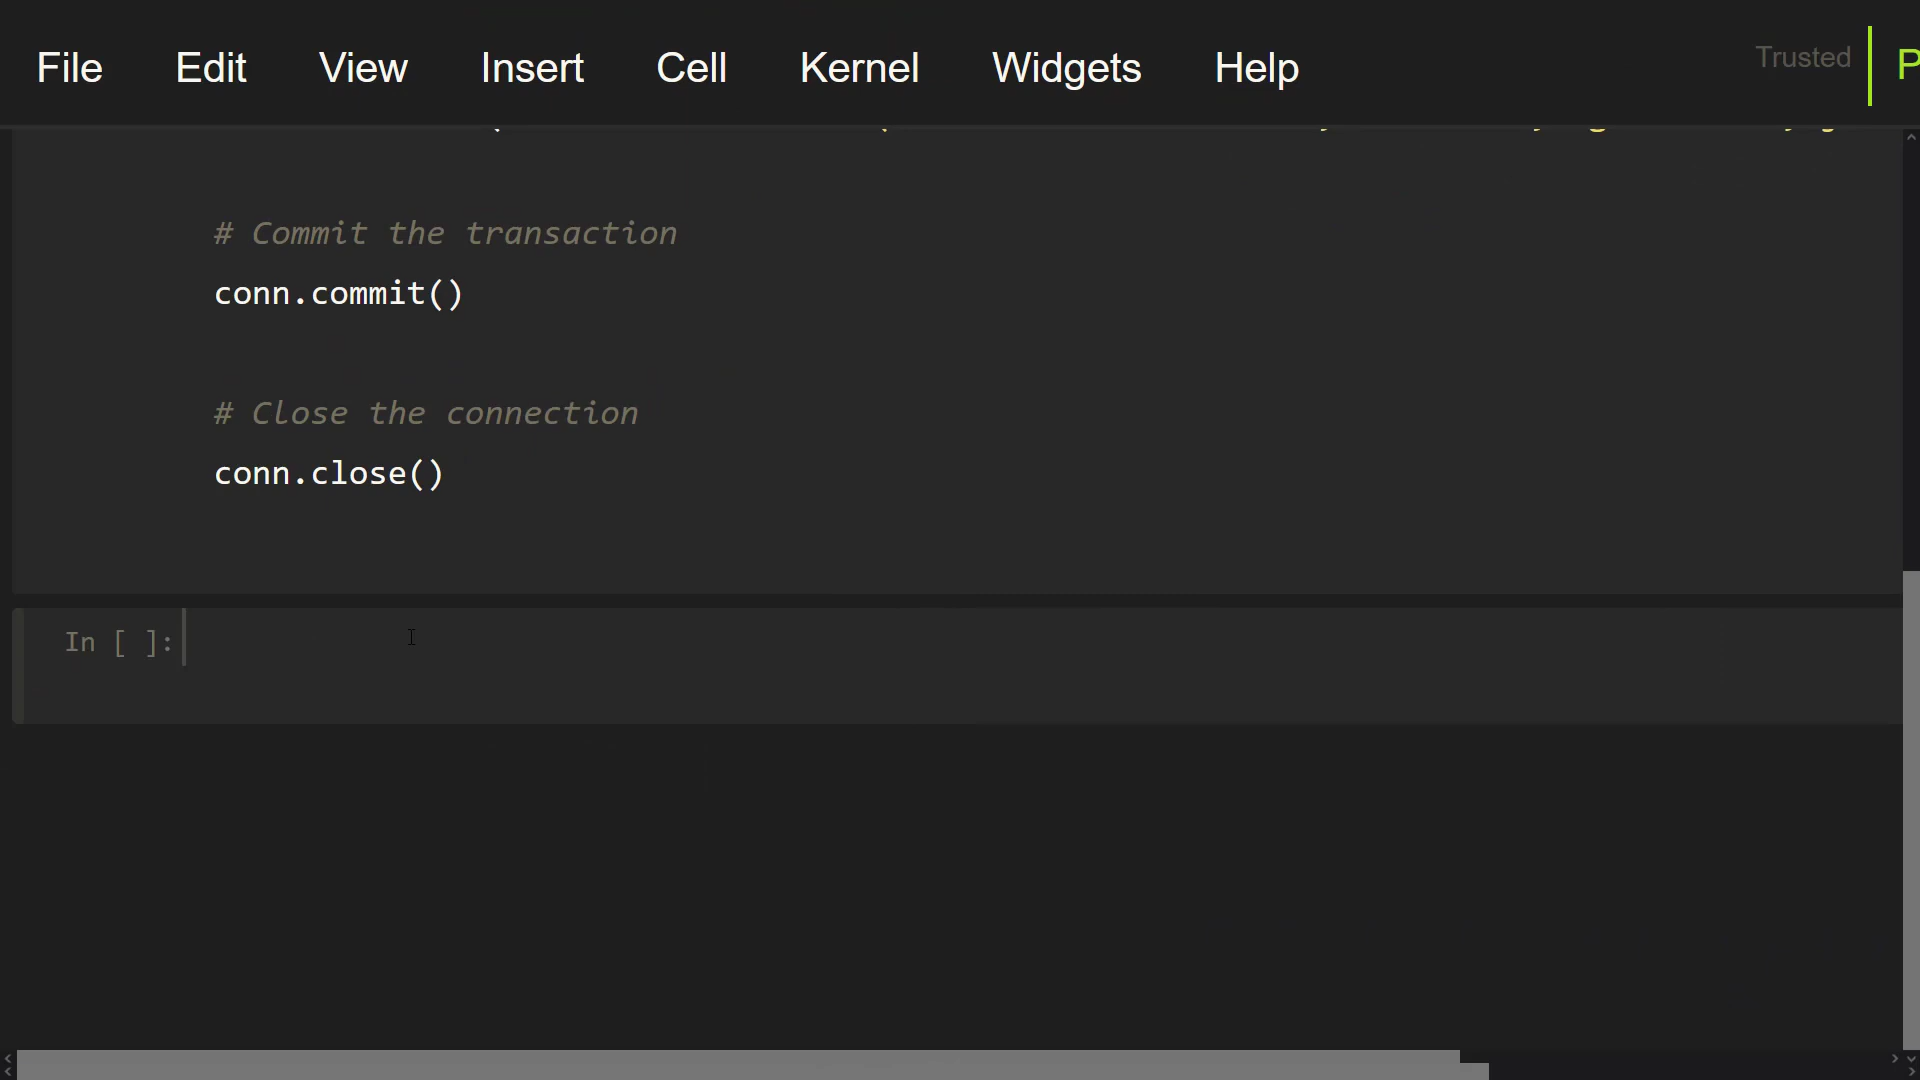 File Edit View Insert Cell Kernel Widgets Help Trusted P
# Commit the transaction
conn.commit()
# Close the connection
conn.close()
In [ ]: